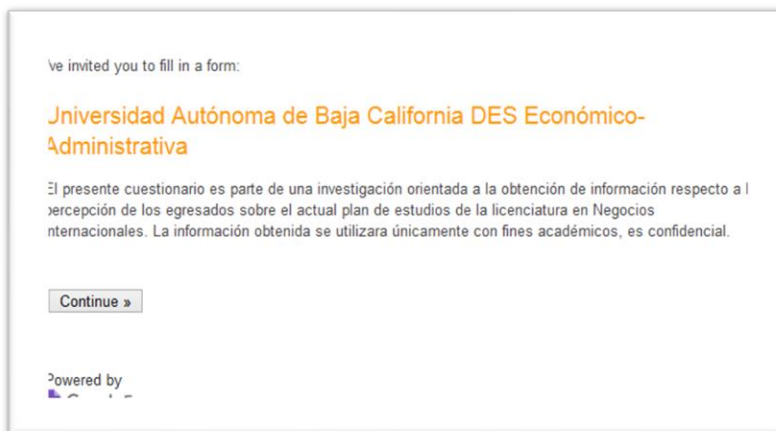 've invited you to fill in a form:
Universidad Autónoma de Baja California DES Económico-
Administrativa
El presente cuestionario es parte de una investigación orientada a la obtención de información respecto a l
percepción de los egresados sobre el actual plan de estudios de la licenciatura en Negocios
nternacionales. La información obtenida se utilizara únicamente con fines académicos, es confidencial.
Continue »
Powered by